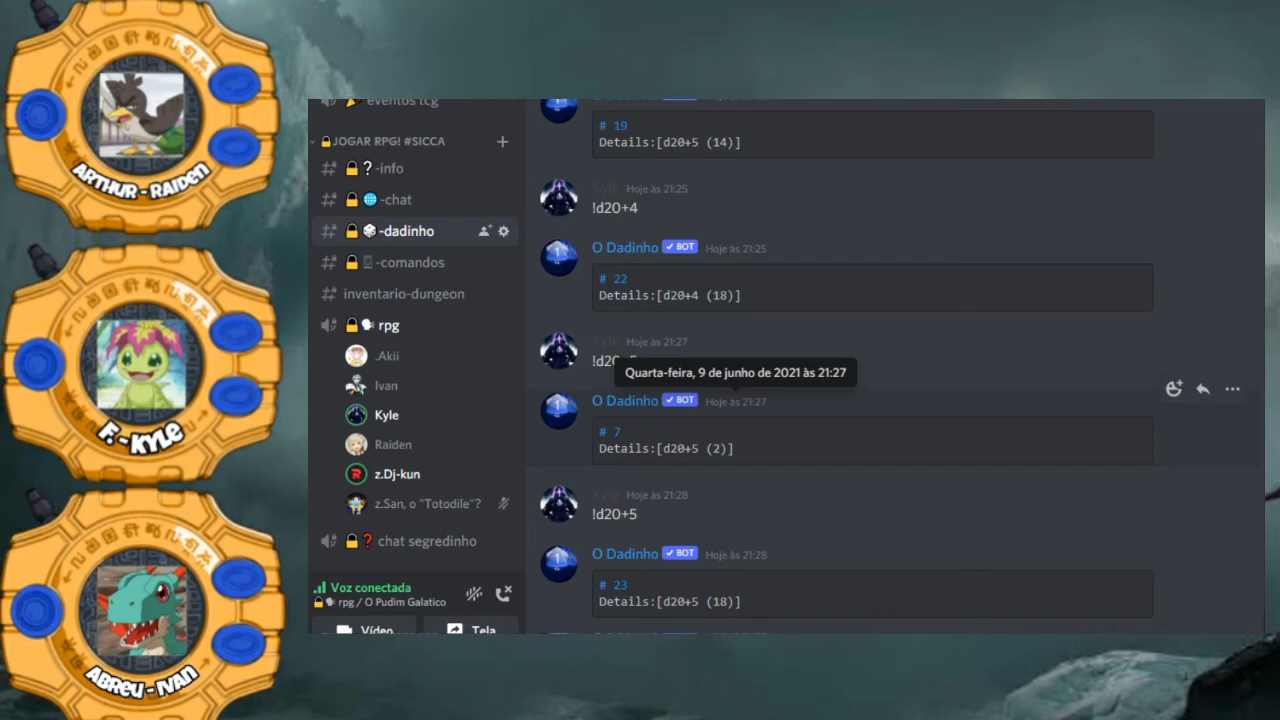 ARTHUR - RAIDEN
F. - KYLE
ABREU - IVAN
eventos tcg
JOGAR RPG! #SICCA
-info
-chat
-dadinho
-comandos
inventario-dungeon
rpg
.Akii
Ivan
Kyle
Raiden
z.Dj-kun
z.San, o "Totodile"?
chat segredinho
Voz conectada
rpg / O Pudim Galatico
Vídeo
Tela
# 19
Details:[d20+5 (14)]
Kyle Hoje às 21:25
!d20+4
O Dadinho BOT Hoje às 21:25
# 22
Details:[d20+4 (18)]
Kyle Hoje às 21:27
Quarta-feira, 9 de junho de 2021 às 21:27
O Dadinho BOT Hoje às 21:27
# 7
Details:[d20+5 (2)]
Kyle Hoje às 21:28
!d20+5
O Dadinho BOT Hoje às 21:28
# 23
Details:[d20+5 (18)]